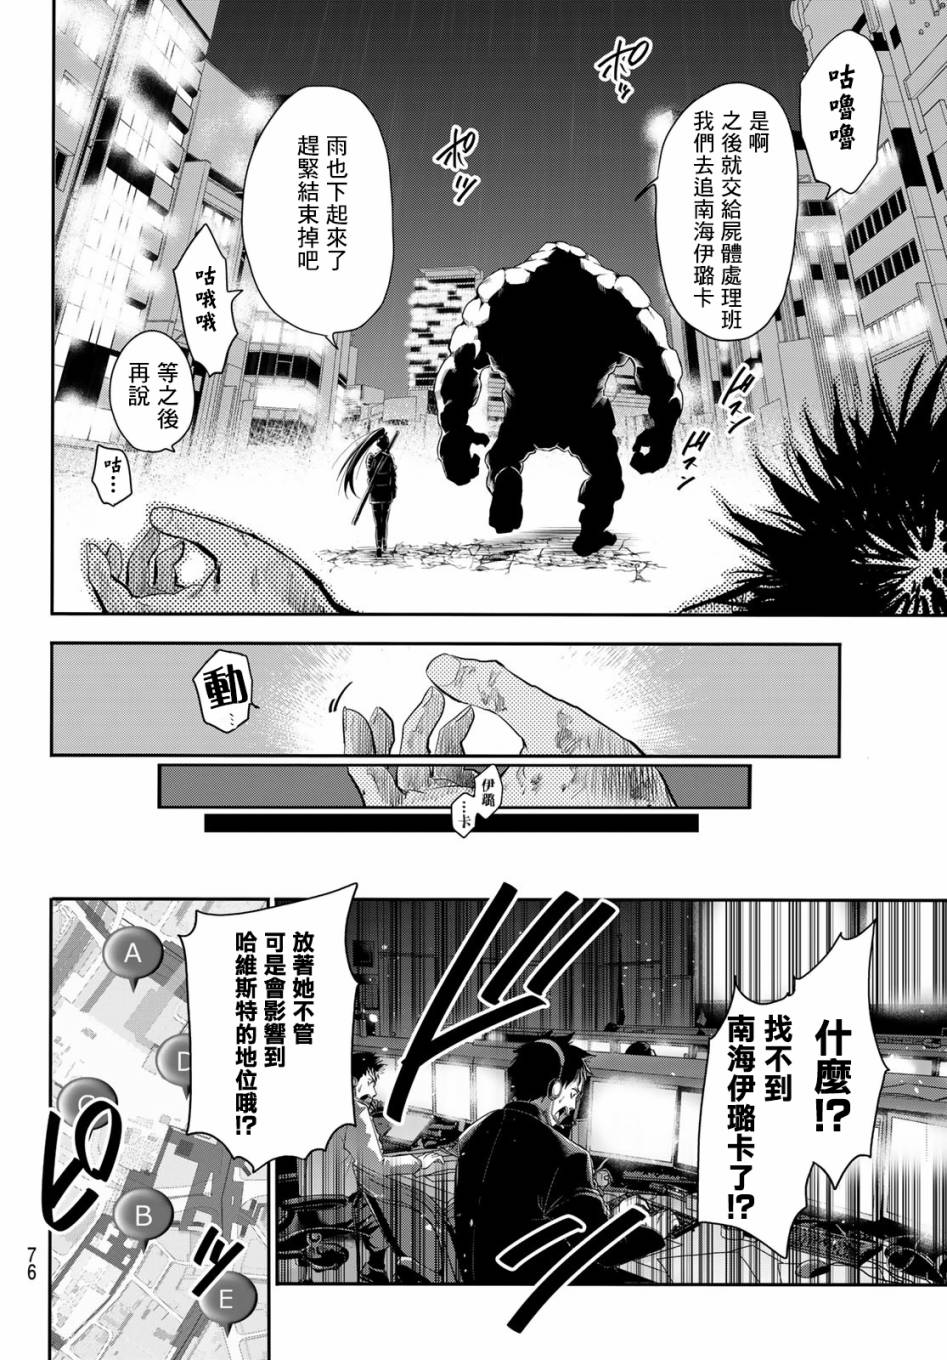 咕嚕嚕
是啊
之後就交給屍體處理班
我們去追南海伊璐卡
ポッ
ポッ
雨也下起來了
趕緊結束掉吧
咕哦哦
等之後
再說
咕…
ドスン
ドスン
動…
伊璐
…卡
什麼!?
找不到
南海伊璐卡了!?
放著她不管
可是會影響到
哈維斯特的地位哦!?
A
D
C
B
E
ピッ
76